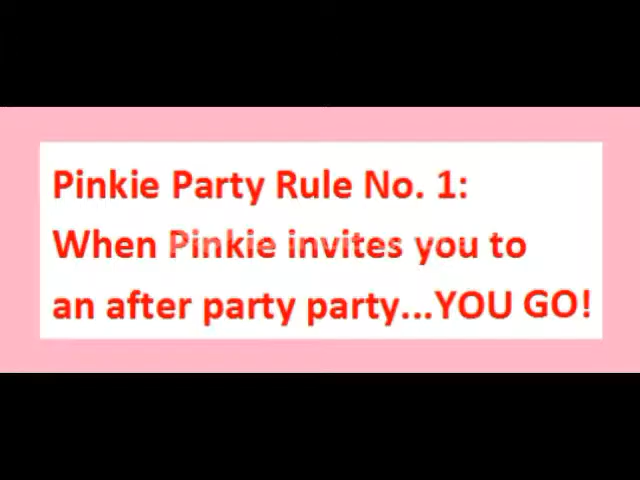 Pinkie Party Rule No. 1:
When Pinkie invites you to
an after party party...YOU GO!